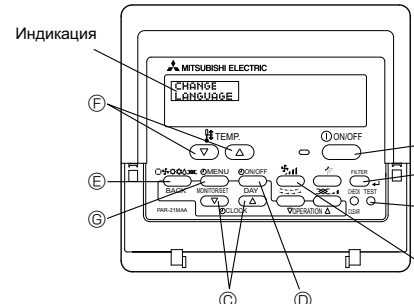 Индикация
MITSUBISHI ELECTRIC
CHANGE
LANGUAGE
F
TEMP.
ON/OFF
E
MENU
ON/OFF
FILTER
BACK
MONITOR/SET
DAY
CHECK TEST
G
PAR-21MAA
CLOCK
OPERATION
CLEAR
C
D